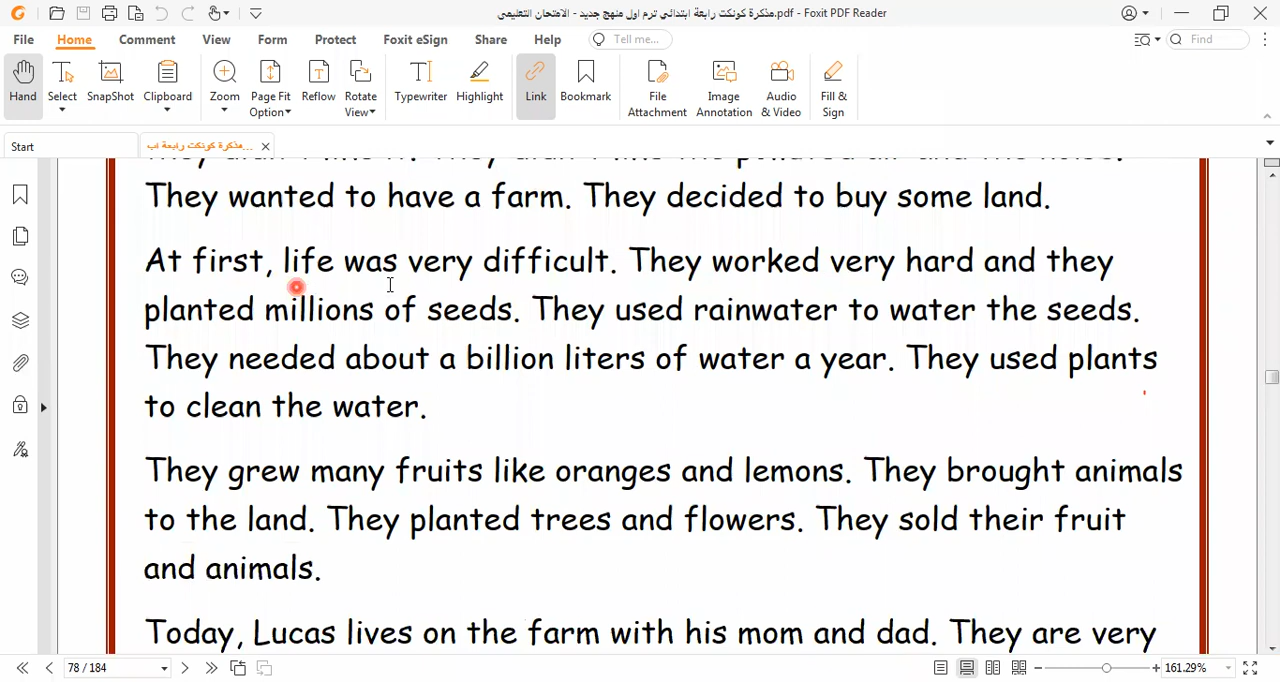 مذكرة كونكت رابعة ابتدائي ترم اول منهج جديد - الامتحان التعليمى.pdf - Foxit PDF Reader
File Home Comment View Form Protect Foxit eSign Share Help Tell me... Find
Hand Select SnapShot Clipboard Zoom Page Fit Option Reflow Rotate View Typewriter Highlight Link Bookmark File Attachment Image Annotation Audio & Video Fill & Sign
Start مذكرة كونكت رابعة اب...
They wanted to have a farm. They decided to buy some land.
At first, life was very difficult. They worked very hard and they
planted millions of seeds. They used rainwater to water the seeds.
They needed about a billion liters of water a year. They used plants
to clean the water.
They grew many fruits like oranges and lemons. They brought animals
to the land. They planted trees and flowers. They sold their fruit
and animals.
Today, Lucas lives on the farm with his mom and dad. They are very
78 / 184 161.29%